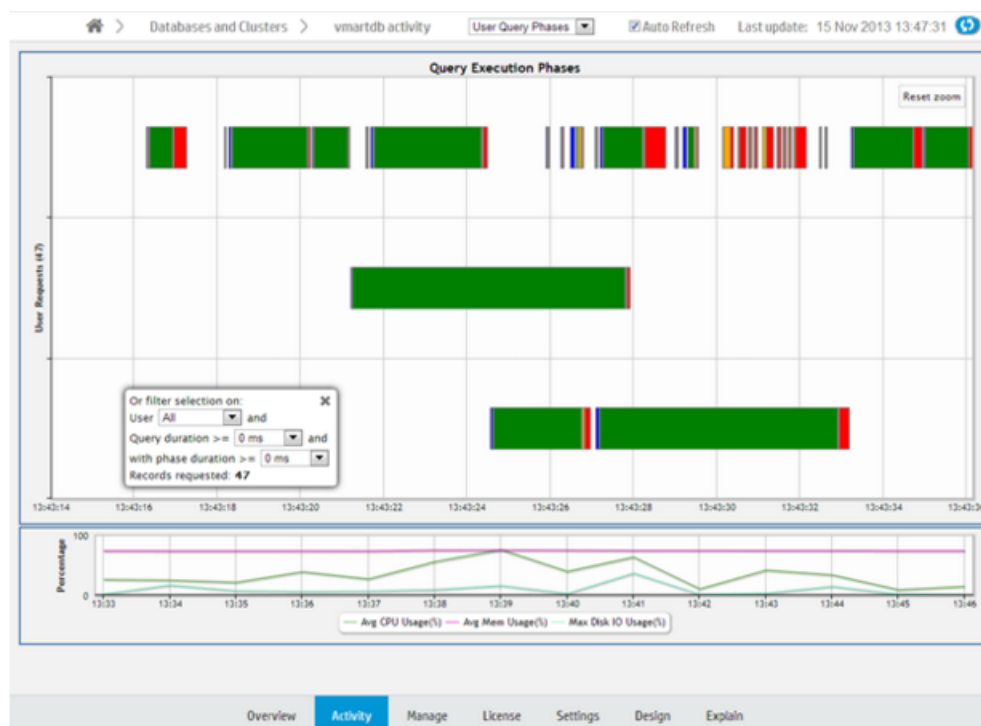 Databases and Clusters vmartdb activity User Query Phases Auto Refresh Last update: 15 Nov 2013 13:47:31
Query Execution Phases
Reset zoom
User Requests (47)
Or filter selection on:
User All and
Query duration >= 0 ms and
with phase duration >= 0 ms
Records requested: 47
13:43:14 13:43:16 13:43:18 13:43:20 13:43:22 13:43:24 13:43:26 13:43:28 13:43:30 13:43:32 13:43:34 13:43:36
Percentage
100
0
13:33 13:34 13:35 13:36 13:37 13:38 13:39 13:40 13:41 13:42 13:43 13:44 13:45 13:46
Avg CPU Usage(%) Avg Mem Usage(%) Max Disk IO Usage(%)
Overview Activity Manage License Settings Design Explain